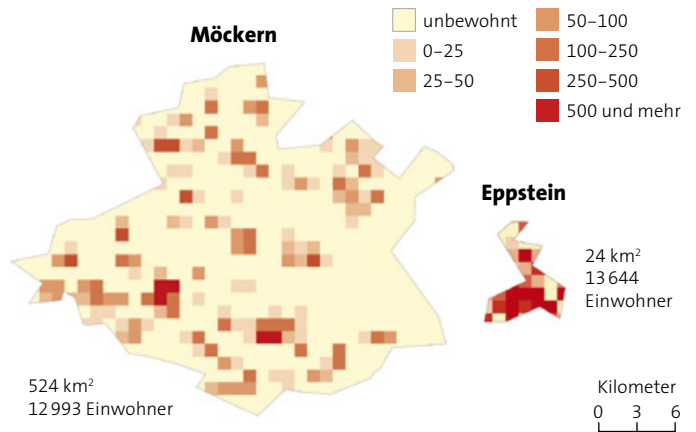 Möckern
unbewohnt
0–25
25–50
50–100
100–250
250–500
500 und mehr
Eppstein
24 km²
13 644
Einwohner
524 km²
12 993 Einwohner
Kilometer
0 3 6